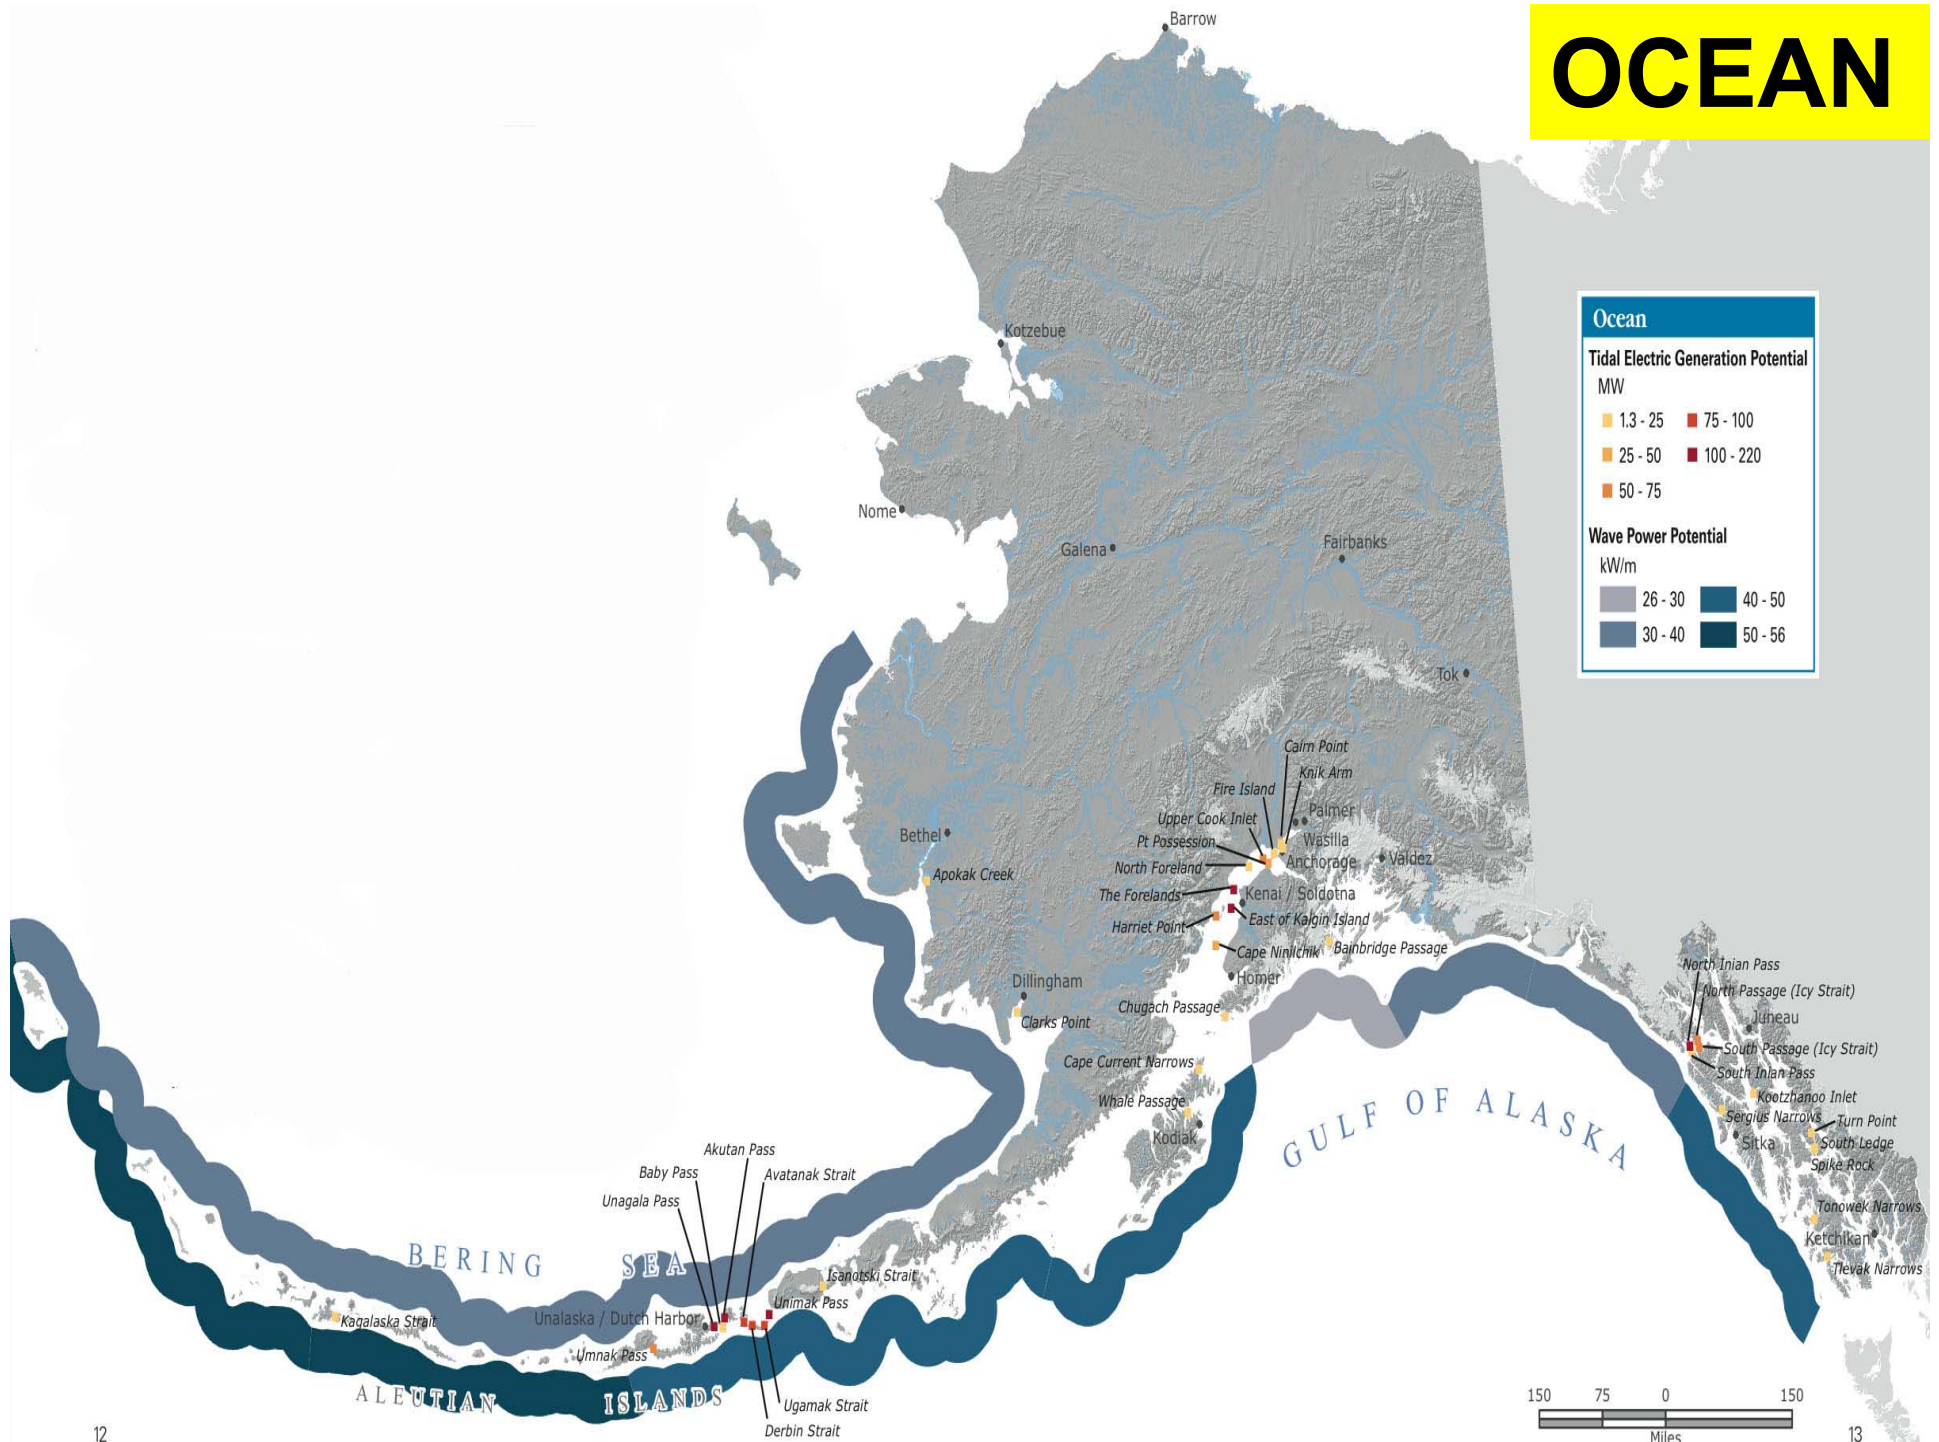 OCEAN
Barrow
Kotzebue
Nome
Galena
Fairbanks
Tok
Ocean
Tidal Electric Generation Potential
MW
1.3 - 25
75 - 100
25 - 50
100 - 220
50 - 75
Wave Power Potential
kW/m
26 - 30
40 - 50
30 - 40
50 - 56
Cairn Point
Knik Arm
Fire Island
Palmer
Upper Cook Inlet
Wasilla
Pt Possession
Anchorage
Valdez
North Foreland
Bethel
Apokak Creek
The Forelands
Kenai / Soldotna
East of Kalgin Island
Harriet Point
Cape Ninilchik
Bainbridge Passage
Homer
Dillingham
Clarks Point
Chugach Passage
Cape Current Narrows
Whale Passage
Kodiak
North Inian Pass
North Passage (Icy Strait)
Juneau
South Passage (Icy Strait)
South Inian Pass
Kootzhanoo Inlet
Sergius Narrows
Turn Point
Sitka
South Ledge
Spike Rock
Tonowek Narrows
Ketchikan
Tlevak Narrows
GULF OF ALASKA
Akutan Pass
Baby Pass
Avatanak Strait
Unagala Pass
BERING SEA
Isanotski Strait
Unimak Pass
Kagalaska Strait
Unalaska / Dutch Harbor
Umnak Pass
ALEUTIAN ISLANDS
Ugamak Strait
Derbin Strait
150 75 0 150
Miles
12
13